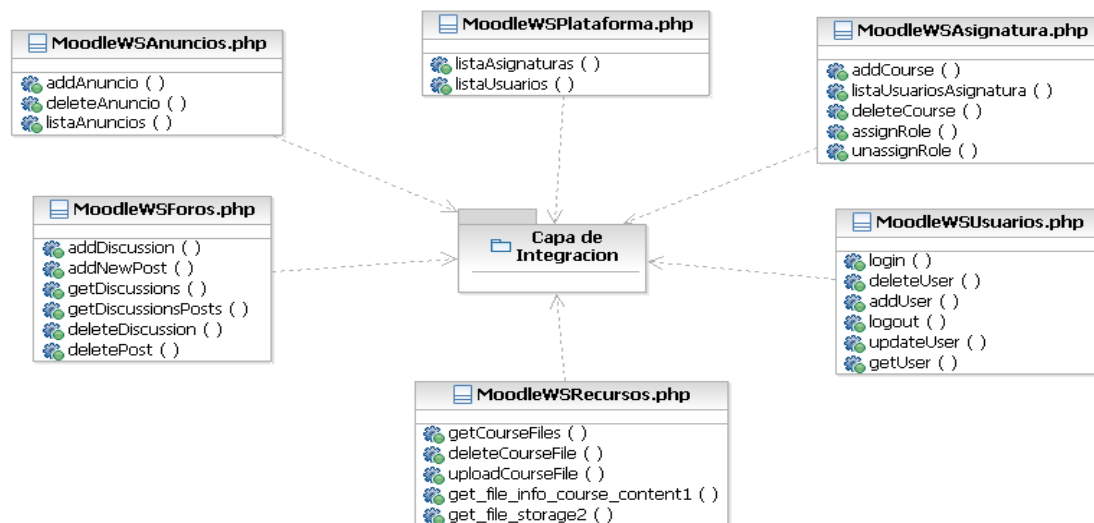 MoodleWSAnuncios.php
addAnuncio ( )
deleteAnuncio ( )
listaAnuncios ( )
MoodleWSPlataforma.php
listaAsignaturas ( )
listaUsuarios ( )
MoodleWSAsignatura.php
addCourse ( )
listaUsuariosAsignatura ( )
deleteCourse ( )
assignRole ( )
unassignRole ( )
MoodleWSForos.php
addDiscussion ( )
addNewPost ( )
getDiscussions ( )
getDiscussionsPosts ( )
deleteDiscussion ( )
deletePost ( )
Capa de
Integracion
MoodleWSUsuarios.php
login ( )
deleteUser ( )
addUser ( )
logout ( )
updateUser ( )
getUser ( )
MoodleWSRecursos.php
getCourseFiles ( )
deleteCourseFile ( )
uploadCourseFile ( )
get_file_info_course_content1 ( )
get_file_storage2 ( )